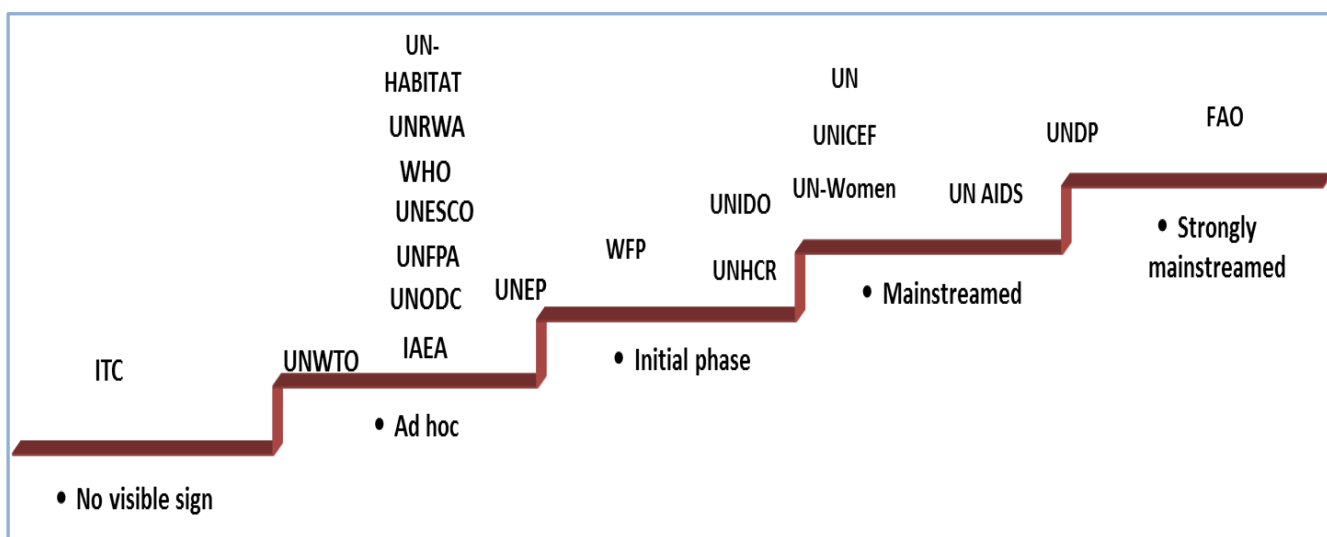 UN-
HABITAT
UNRWA
WHO
UNESCO
UNFPA
UNODC
IAEA
UNWTO
ITC
UNEP
WFP
UNIDO
UNHCR
UN
UNICEF
UN-Women
UN AIDS
UNDP
FAO
• No visible sign
• Ad hoc
• Initial phase
• Mainstreamed
• Strongly
mainstreamed